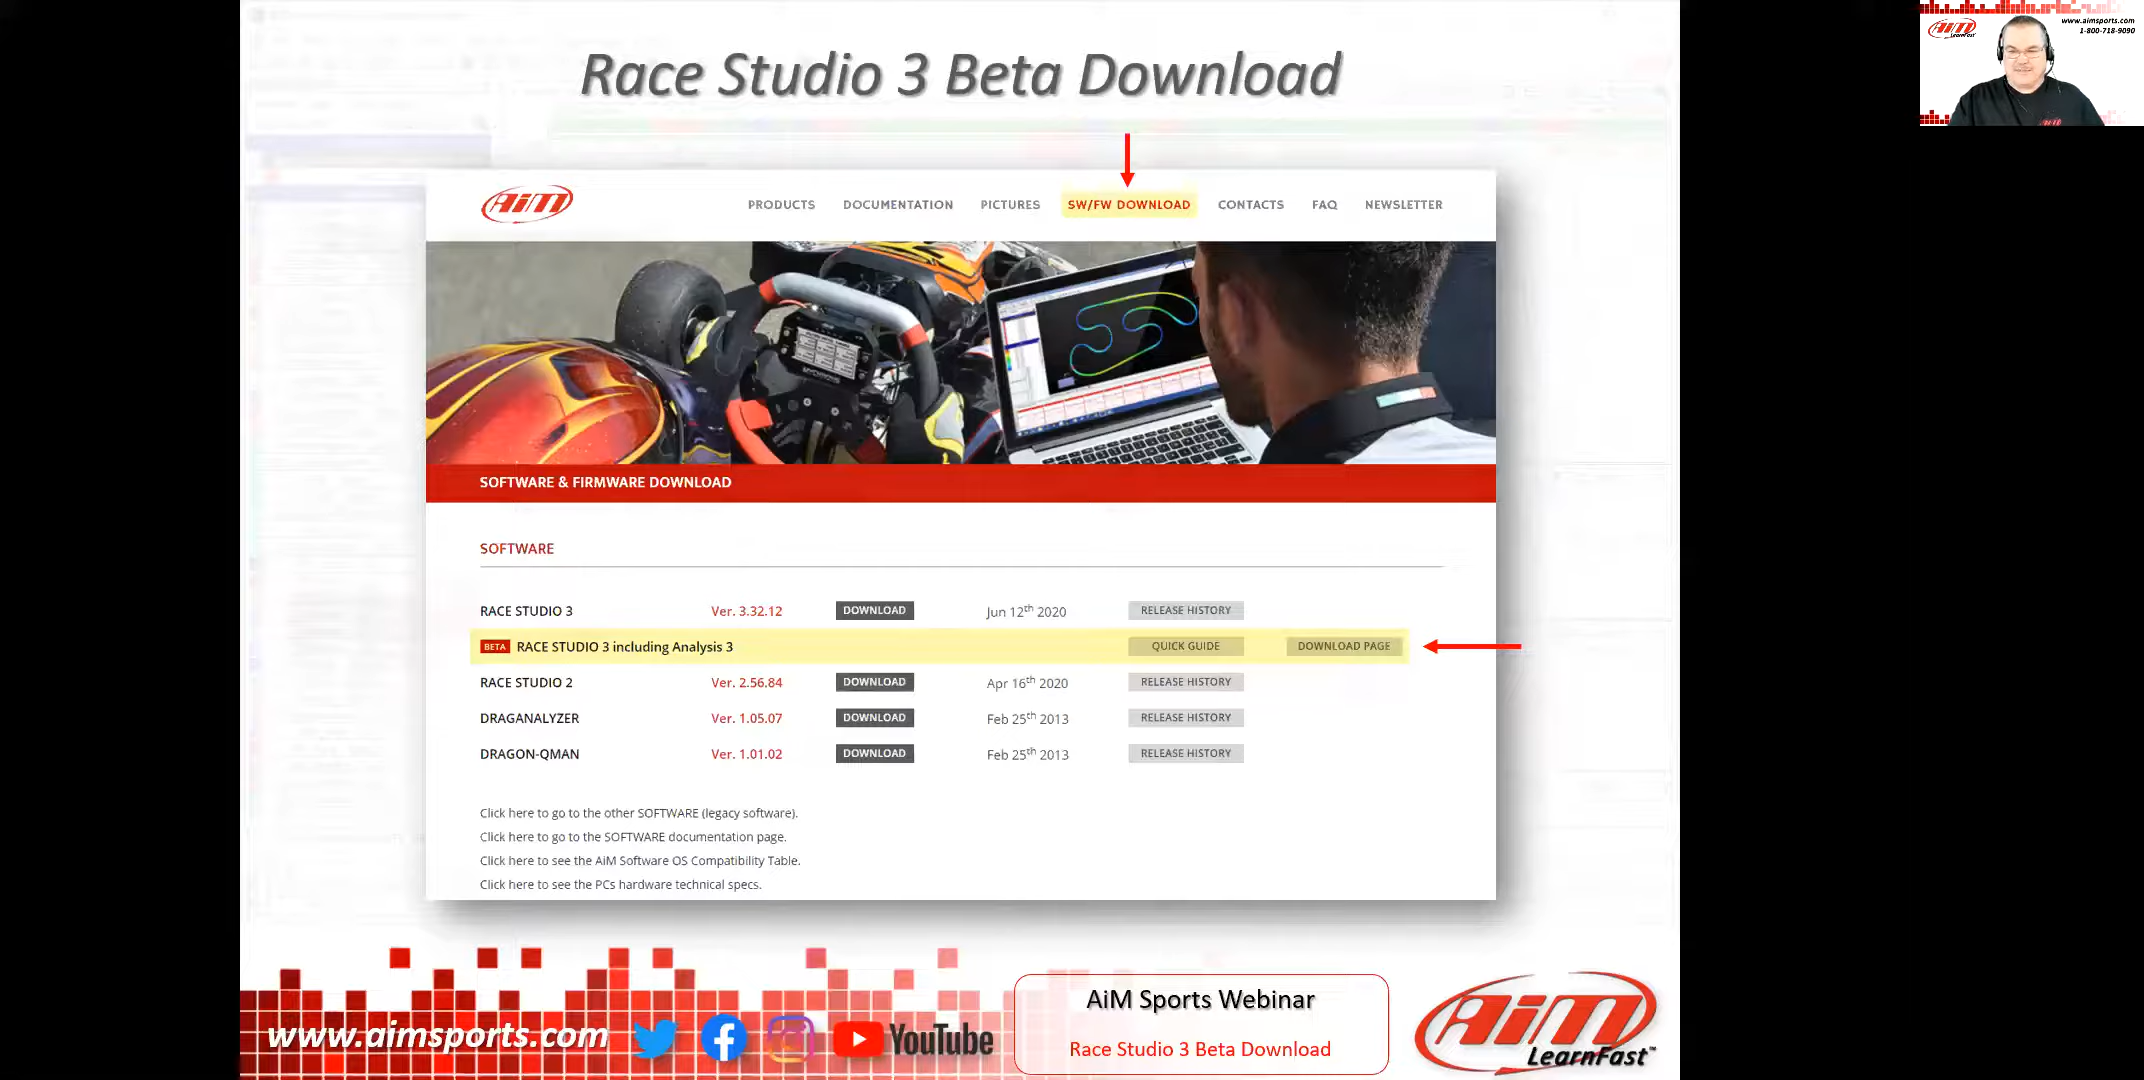 Race Studio 3 Beta Download
AiM
LearnFast
www.aimsports.com
1-800-718-9090
AiM
PRODUCTS DOCUMENTATION PICTURES SW/FW DOWNLOAD CONTACTS FAQ NEWSLETTER
SOFTWARE & FIRMWARE DOWNLOAD
SOFTWARE
RACE STUDIO 3 Ver. 3.32.12 DOWNLOAD Jun 12th 2020 RELEASE HISTORY
BETA RACE STUDIO 3 including Analysis 3 QUICK GUIDE DOWNLOAD PAGE
RACE STUDIO 2 Ver. 2.56.84 DOWNLOAD Apr 16th 2020 RELEASE HISTORY
DRAGANALYZER Ver. 1.05.07 DOWNLOAD Feb 25th 2013 RELEASE HISTORY
DRAGON-QMAN Ver. 1.01.02 DOWNLOAD Feb 25th 2013 RELEASE HISTORY
Click here to go to the other SOFTWARE (legacy software).
Click here to go to the SOFTWARE documentation page.
Click here to see the AiM Software OS Compatibility Table.
Click here to see the PCs hardware technical specs.
www.aimsports.com YouTube
AiM Sports Webinar
Race Studio 3 Beta Download
AiM
LearnFast™